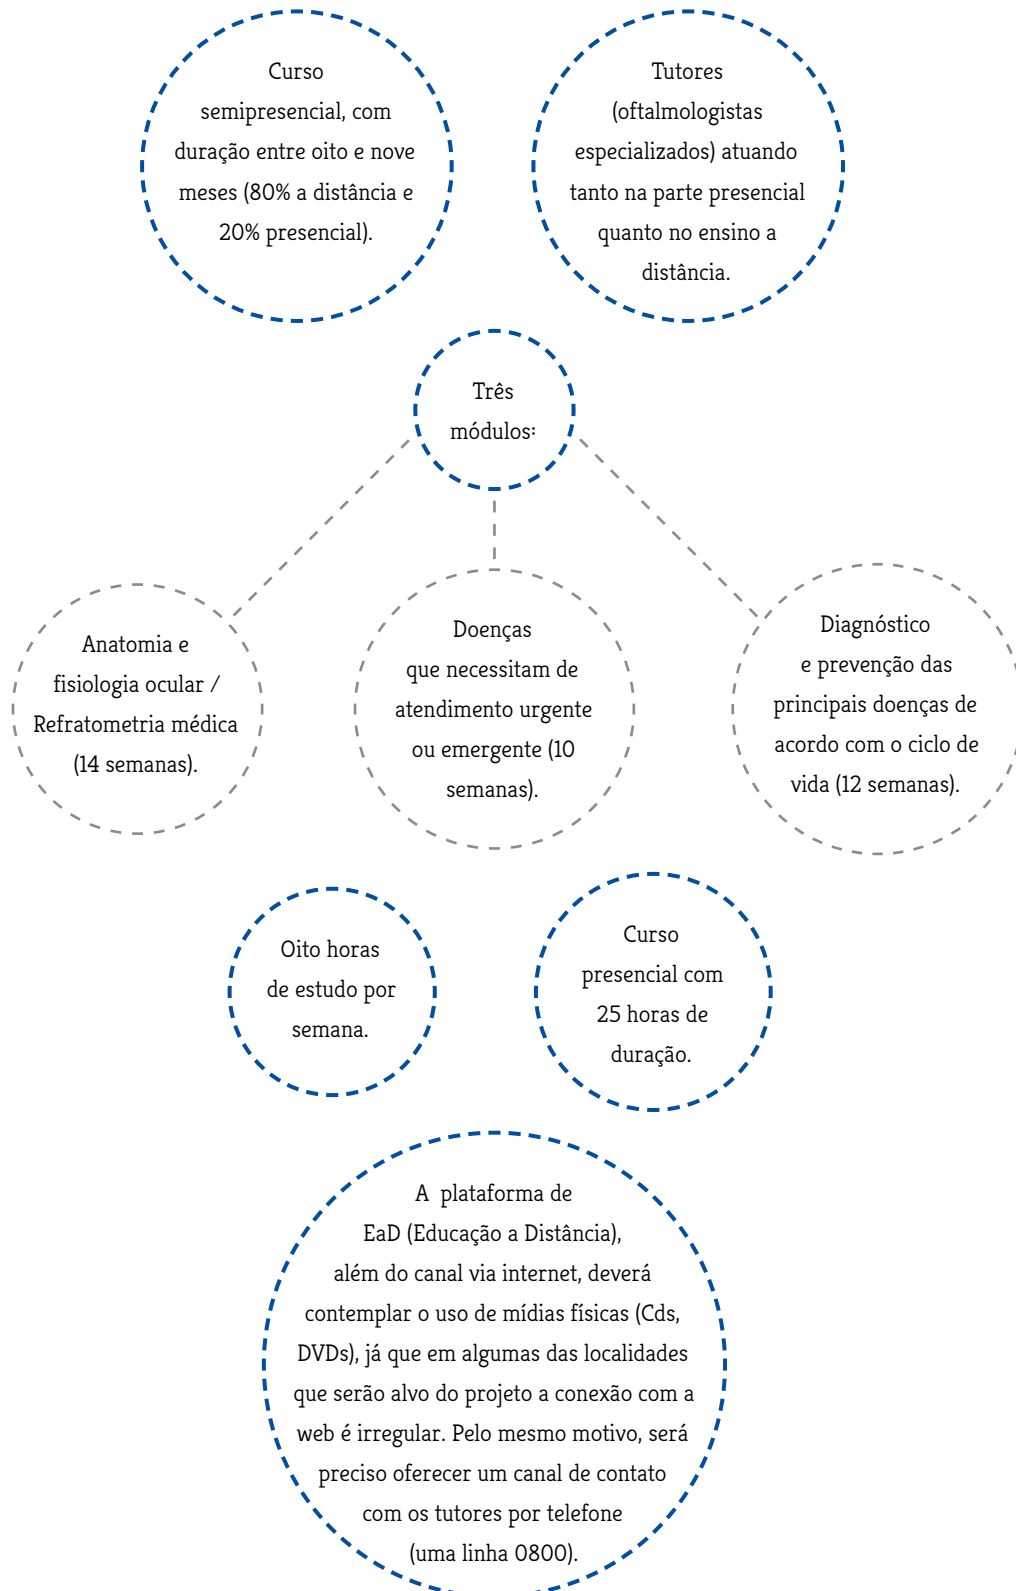 Curso
semipresencial, com
duração entre oito e nove
meses (80% a distância e
20% presencial).
Tutores
(oftalmologistas
especializados) atuando
tanto na parte presencial
quanto no ensino a
distância.
Três
módulos:
Anatomia e
fisiologia ocular /
Refratometria médica
(14 semanas).
Doenças
que necessitam de
atendimento urgente
ou emergente (10
semanas).
Diagnóstico
e prevenção das
principais doenças de
acordo com o ciclo de
vida (12 semanas).
Oito horas
de estudo por
semana.
Curso
presencial com
25 horas de
duração.
A plataforma de
EaD (Educação a Distância),
além do canal via internet, deverá
contemplar o uso de mídias físicas (Cds,
DVDs), já que em algumas das localidades
que serão alvo do projeto a conexão com a
web é irregular. Pelo mesmo motivo, será
preciso oferecer um canal de contato
com os tutores por telefone
(uma linha 0800).